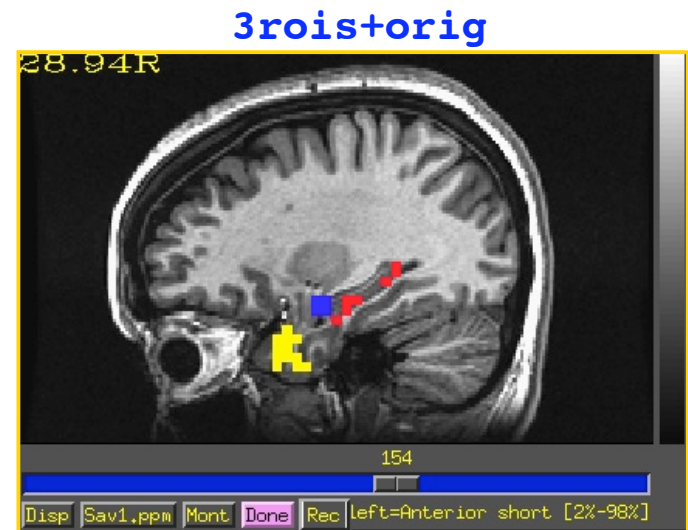 3rois+orig
28.94R
154
Disp Sav1.ppm Mont Done Rec left=Anterior short [2%-98%]